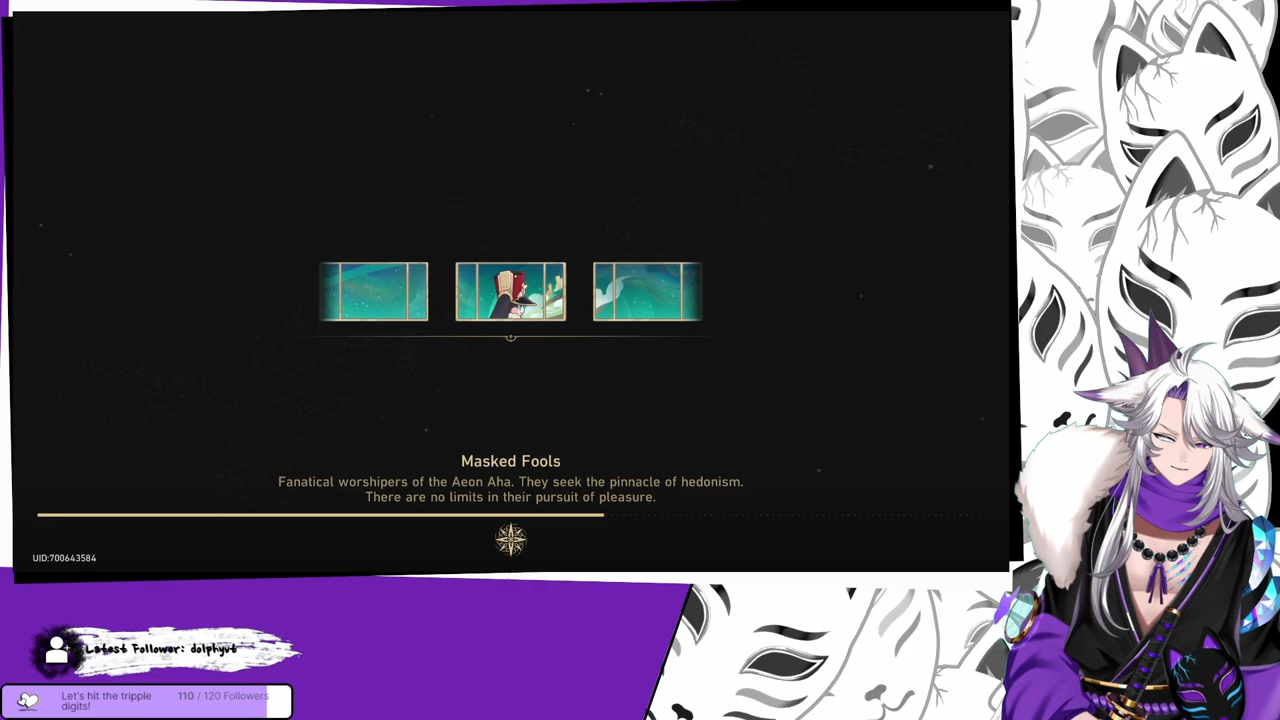 Masked Fools
Fanatical worshipers of the Aeon Aha. They seek the pinnacle of hedonism.
There are no limits in their pursuit of pleasure.
UID:700643584
Latest Follower: dolphyvt
Let's hit the tripple
digits!
110 / 120 Followers